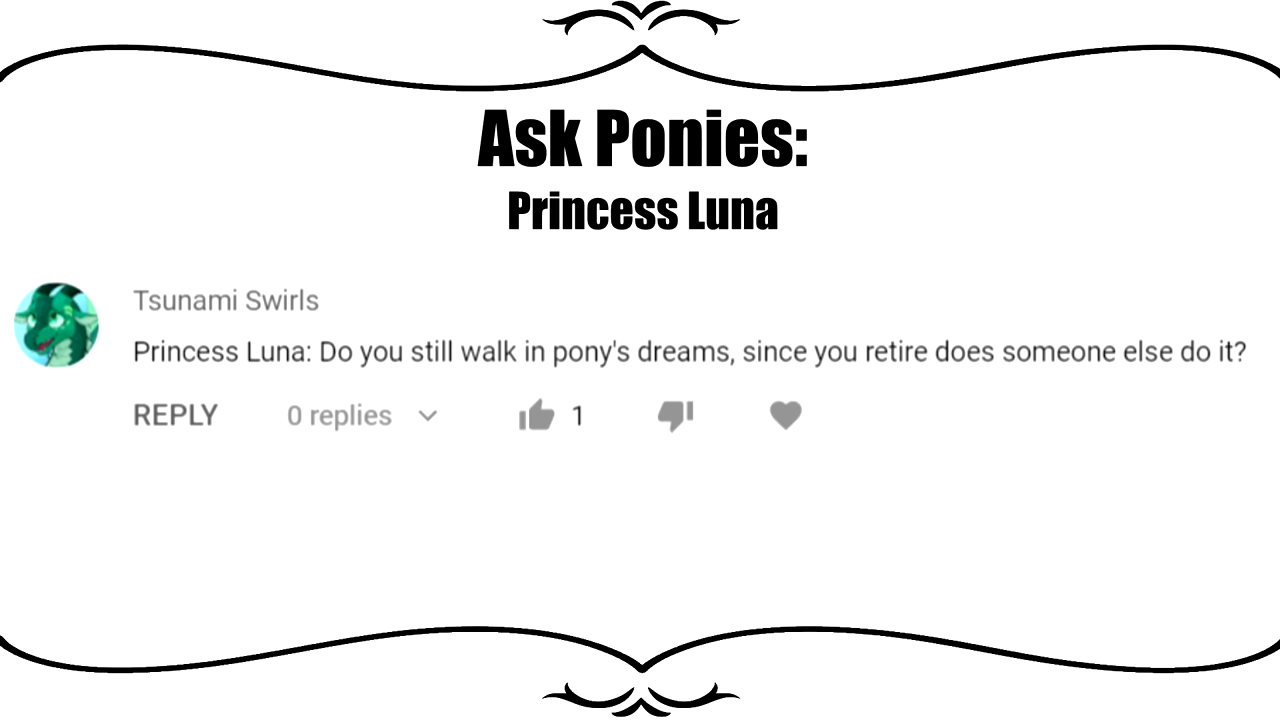 Ask Ponies:
Princess Luna
Tsunami Swirls
Princess Luna: Do you still walk in pony's dreams, since you retire does someone else do it?
REPLY 0 replies 1